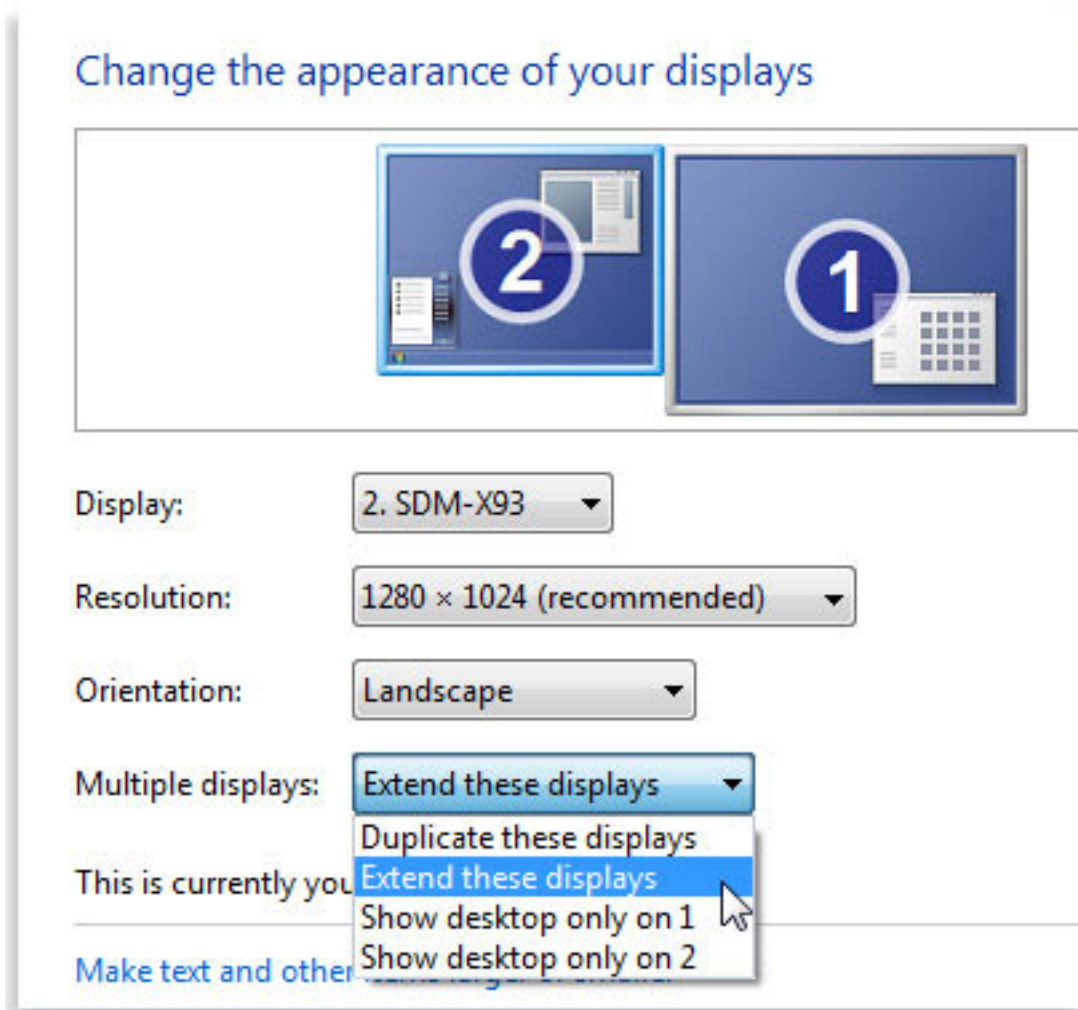 Change the appearance of your displays
2
1
Display: 2. SDM-X93
Resolution: 1280 × 1024 (recommended)
Orientation: Landscape
Multiple displays: Extend these displays
Duplicate these displays
This is currently
Extend these displays
Show desktop only on 1
Show desktop only on 2
Make text and other